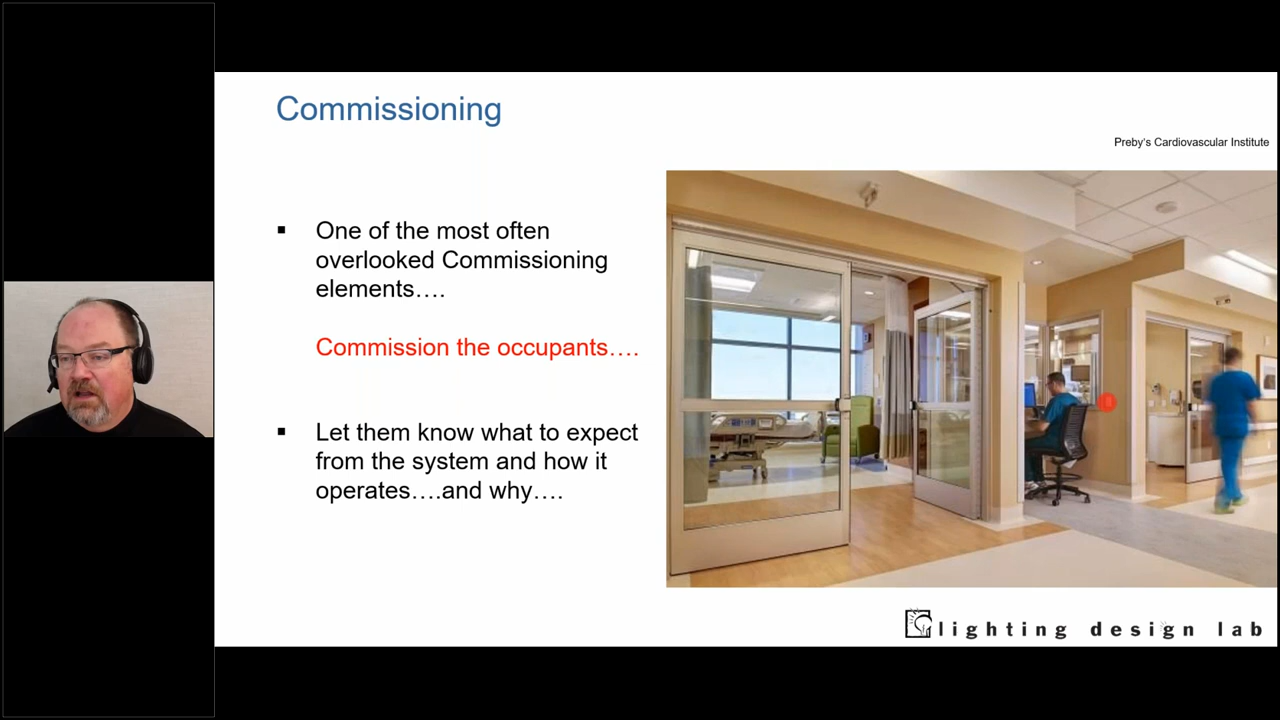 Commissioning
Preby's Cardiovascular Institute
▪ One of the most often
overlooked Commissioning
elements….
Commission the occupants….
▪ Let them know what to expect
from the system and how it
operates….and why….
lighting design lab